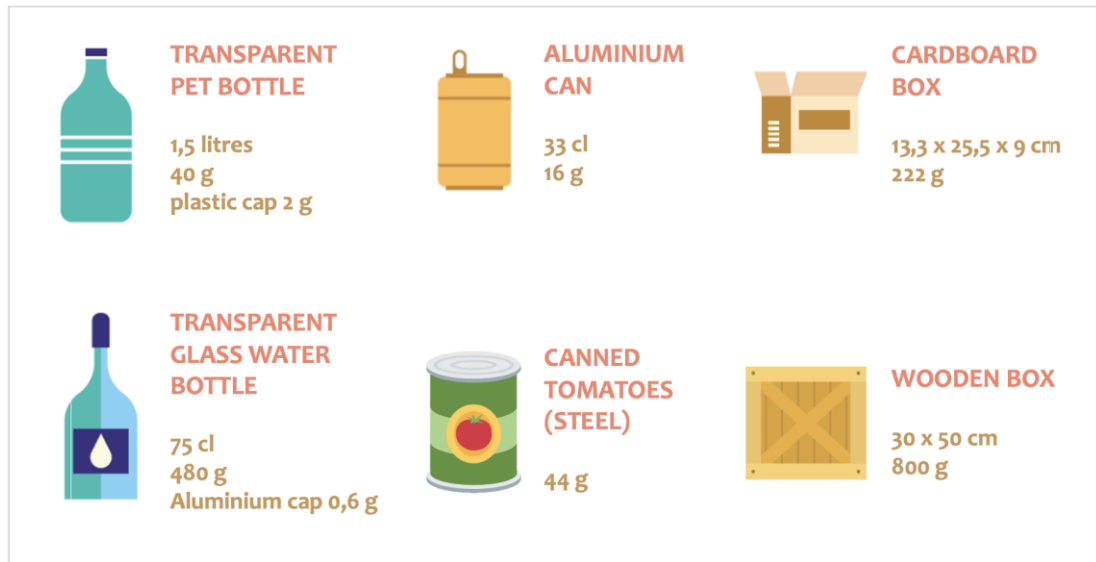 TRANSPARENT
PET BOTTLE
1,5 litres
40 g
plastic cap 2 g
ALUMINIUM
CAN
33 cl
16 g
CARDBOARD
BOX
13,3 x 25,5 x 9 cm
222 g
TRANSPARENT
GLASS WATER
BOTTLE
75 cl
480 g
Aluminium cap 0,6 g
CANNED
TOMATOES
(STEEL)
44 g
WOODEN BOX
30 x 50 cm
800 g